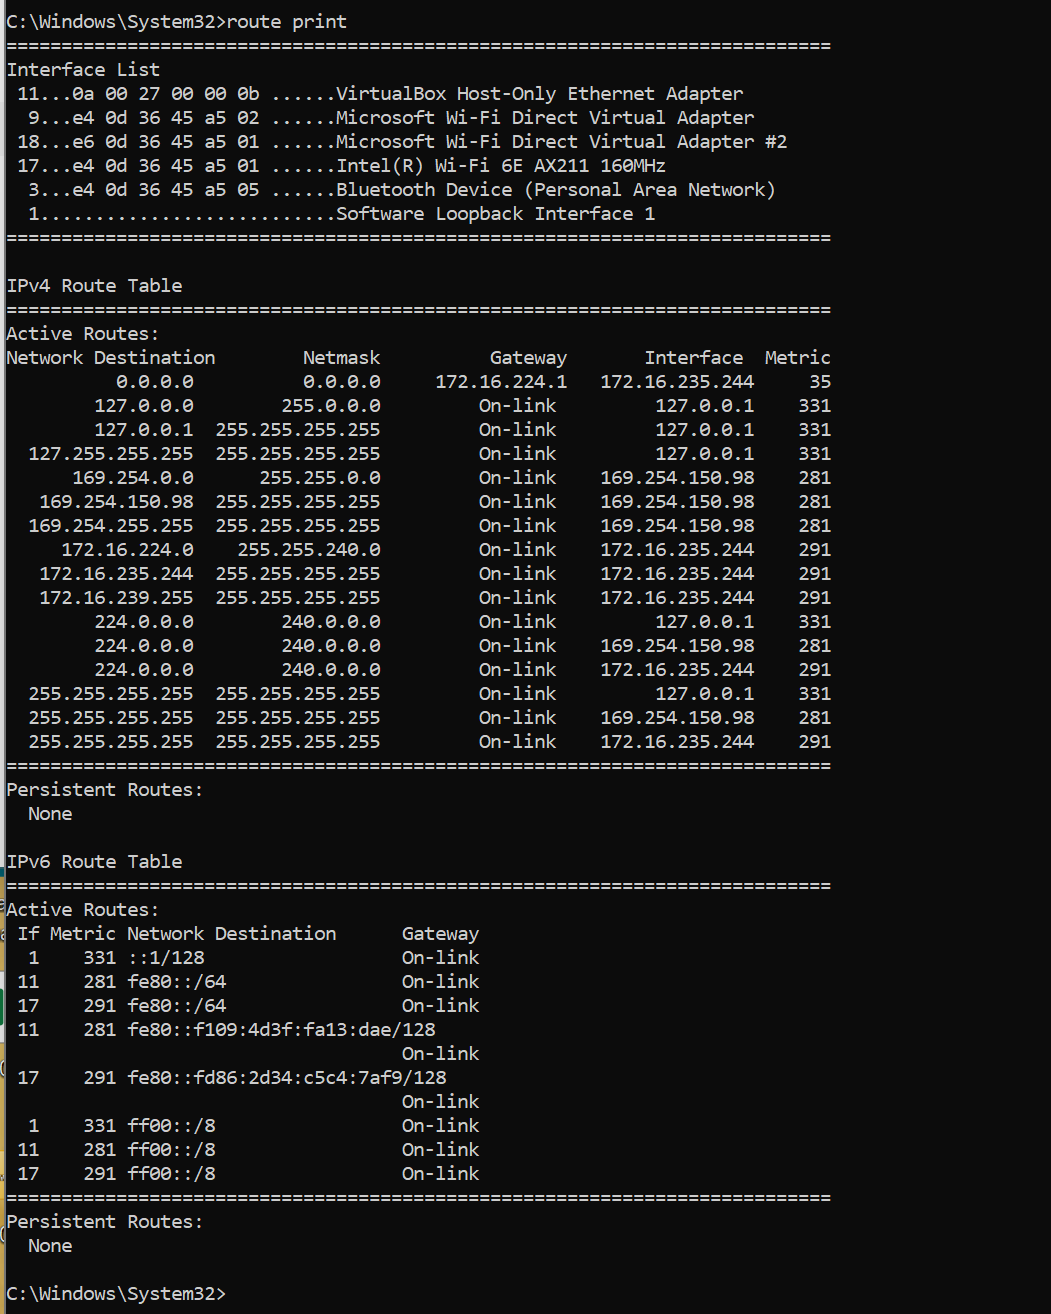 C:\Windows\System32>route print
===========================================================================
Interface List
 11...0a 00 27 00 00 0b ......VirtualBox Host-Only Ethernet Adapter
  9...e4 0d 36 45 a5 02 ......Microsoft Wi-Fi Direct Virtual Adapter
 18...e6 0d 36 45 a5 01 ......Microsoft Wi-Fi Direct Virtual Adapter #2
 17...e4 0d 36 45 a5 01 ......Intel(R) Wi-Fi 6E AX211 160MHz
  3...e4 0d 36 45 a5 05 ......Bluetooth Device (Personal Area Network)
  1...........................Software Loopback Interface 1
===========================================================================

IPv4 Route Table
===========================================================================
Active Routes:
Network Destination        Netmask          Gateway       Interface  Metric
          0.0.0.0          0.0.0.0     172.16.224.1   172.16.235.244     35
        127.0.0.0        255.0.0.0         On-link         127.0.0.1    331
        127.0.0.1  255.255.255.255         On-link         127.0.0.1    331
  127.255.255.255  255.255.255.255         On-link         127.0.0.1    331
      169.254.0.0      255.255.0.0         On-link    169.254.150.98    281
   169.254.150.98  255.255.255.255         On-link    169.254.150.98    281
  169.254.255.255  255.255.255.255         On-link    169.254.150.98    281
     172.16.224.0    255.255.240.0         On-link    172.16.235.244    291
   172.16.235.244  255.255.255.255         On-link    172.16.235.244    291
   172.16.239.255  255.255.255.255         On-link    172.16.235.244    291
        224.0.0.0        240.0.0.0         On-link         127.0.0.1    331
        224.0.0.0        240.0.0.0         On-link    169.254.150.98    281
        224.0.0.0        240.0.0.0         On-link    172.16.235.244    291
  255.255.255.255  255.255.255.255         On-link         127.0.0.1    331
  255.255.255.255  255.255.255.255         On-link    169.254.150.98    281
  255.255.255.255  255.255.255.255         On-link    172.16.235.244    291
===========================================================================
Persistent Routes:
  None

IPv6 Route Table
===========================================================================
Active Routes:
 If Metric Network Destination      Gateway
  1    331 ::1/128                  On-link
 11    281 fe80::/64                On-link
 17    291 fe80::/64                On-link
 11    281 fe80::f109:4d3f:fa13:dae/128
                                    On-link
 17    291 fe80::fd86:2d34:c5c4:7af9/128
                                    On-link
  1    331 ff00::/8                 On-link
 11    281 ff00::/8                 On-link
 17    291 ff00::/8                 On-link
===========================================================================
Persistent Routes:
  None

C:\Windows\System32>